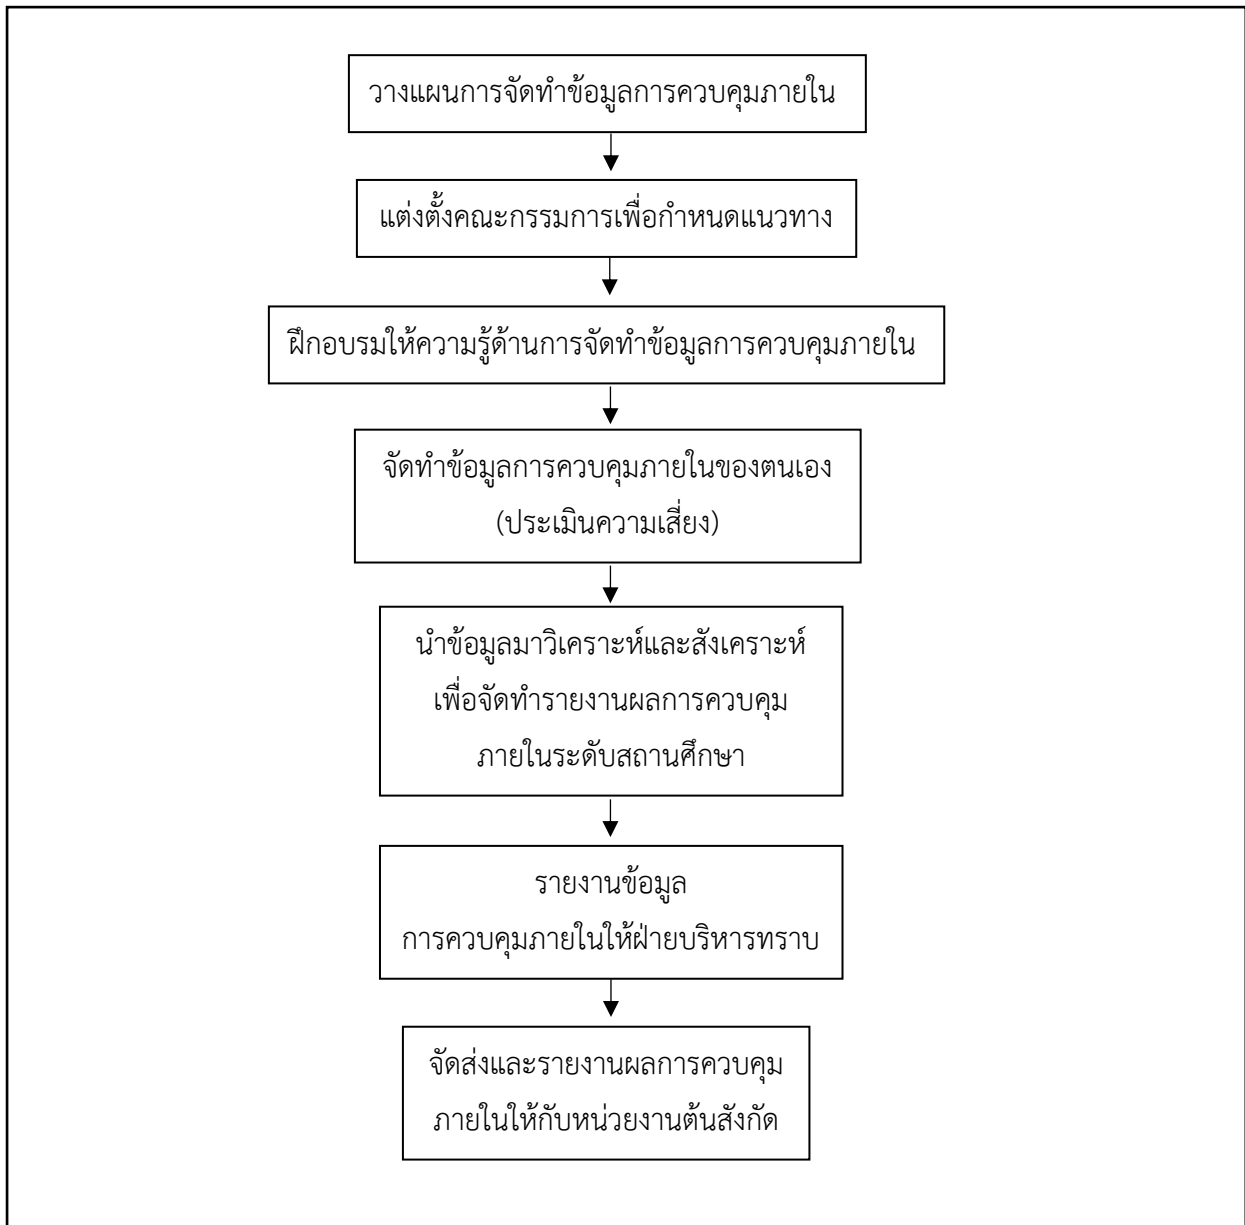 วางแผนการจัดทำข้อมูลการควบคุมภายใน
แต่งตั้งคณะกรรมการเพื่อกำหนดแนวทาง
ฝึกอบรมให้ความรู้ด้านการจัดทำข้อมูลการควบคุมภายใน
จัดทำข้อมูลการควบคุมภายในของตนเอง
(ประเมินความเสี่ยง)
นำข้อมูลมาวิเคราะห์และสังเคราะห์
เพื่อจัดทำรายงานผลการควบคุม
ภายในระดับสถานศึกษา
รายงานข้อมูล
การควบคุมภายในให้ฝ่ายบริหารทราบ
จัดส่งและรายงานผลการควบคุม
ภายในให้กับหน่วยงานต้นสังกัด